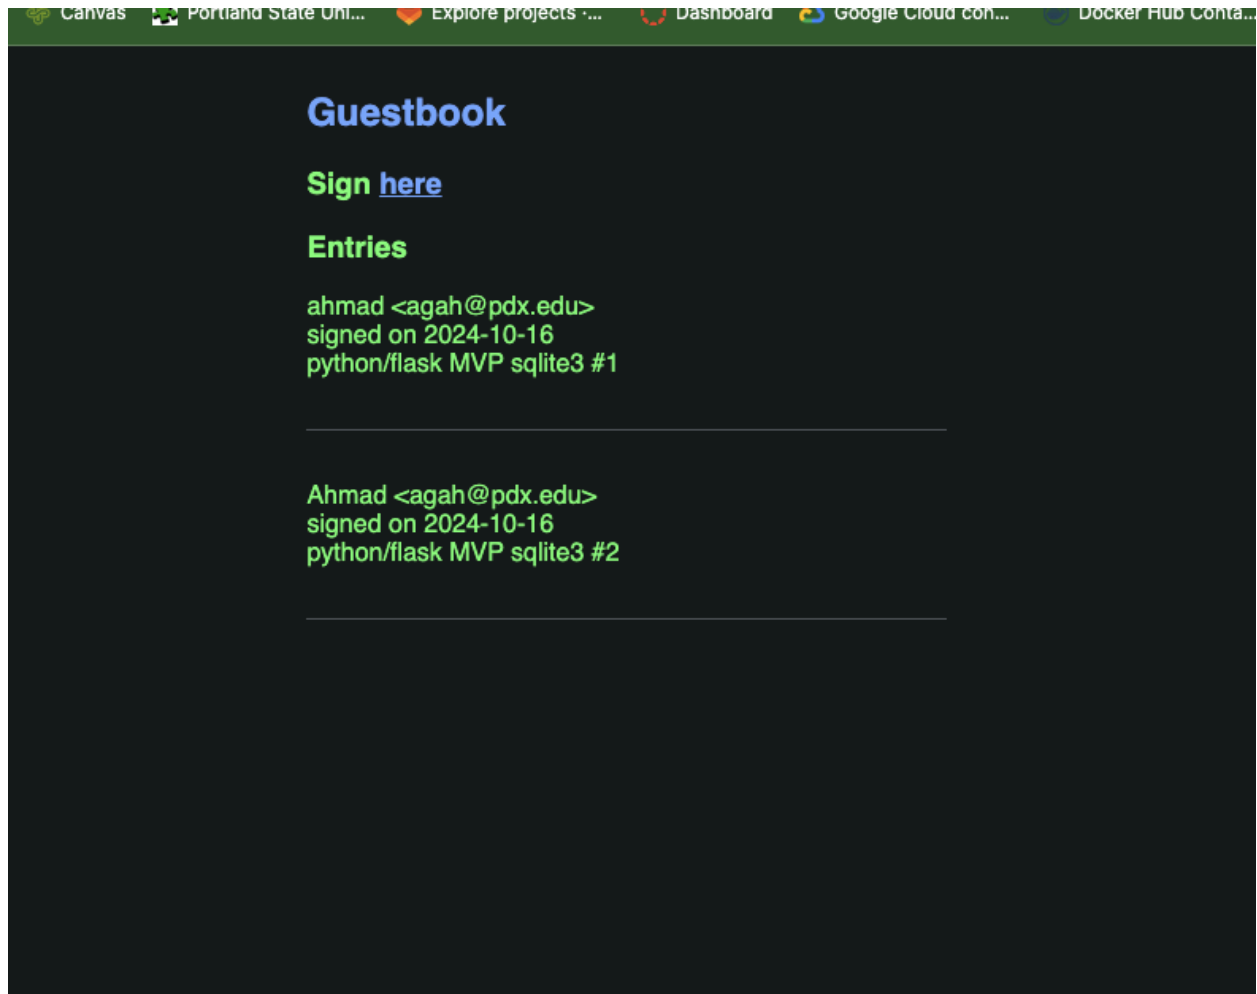 Canvas Portland State Uni... Explore projects ·... Dashboard Google Cloud con... Docker Hub Conta...
Guestbook
Sign here
Entries
ahmad <agah@pdx.edu>
signed on 2024-10-16
python/flask MVP sqlite3 #1
Ahmad <agah@pdx.edu>
signed on 2024-10-16
python/flask MVP sqlite3 #2